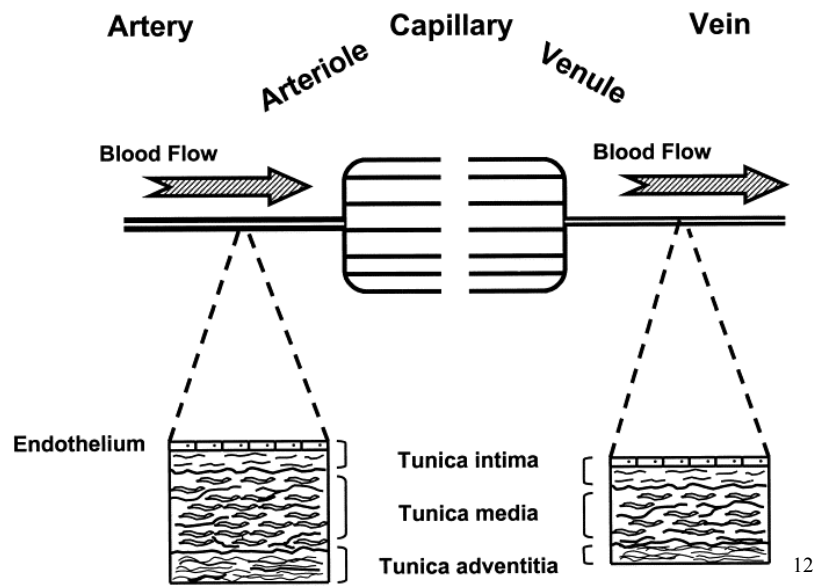 Artery
Capillary
Vein
Arteriole
Venule
Blood Flow
Blood Flow
Endothelium
Tunica intima
Tunica media
Tunica adventitia
12